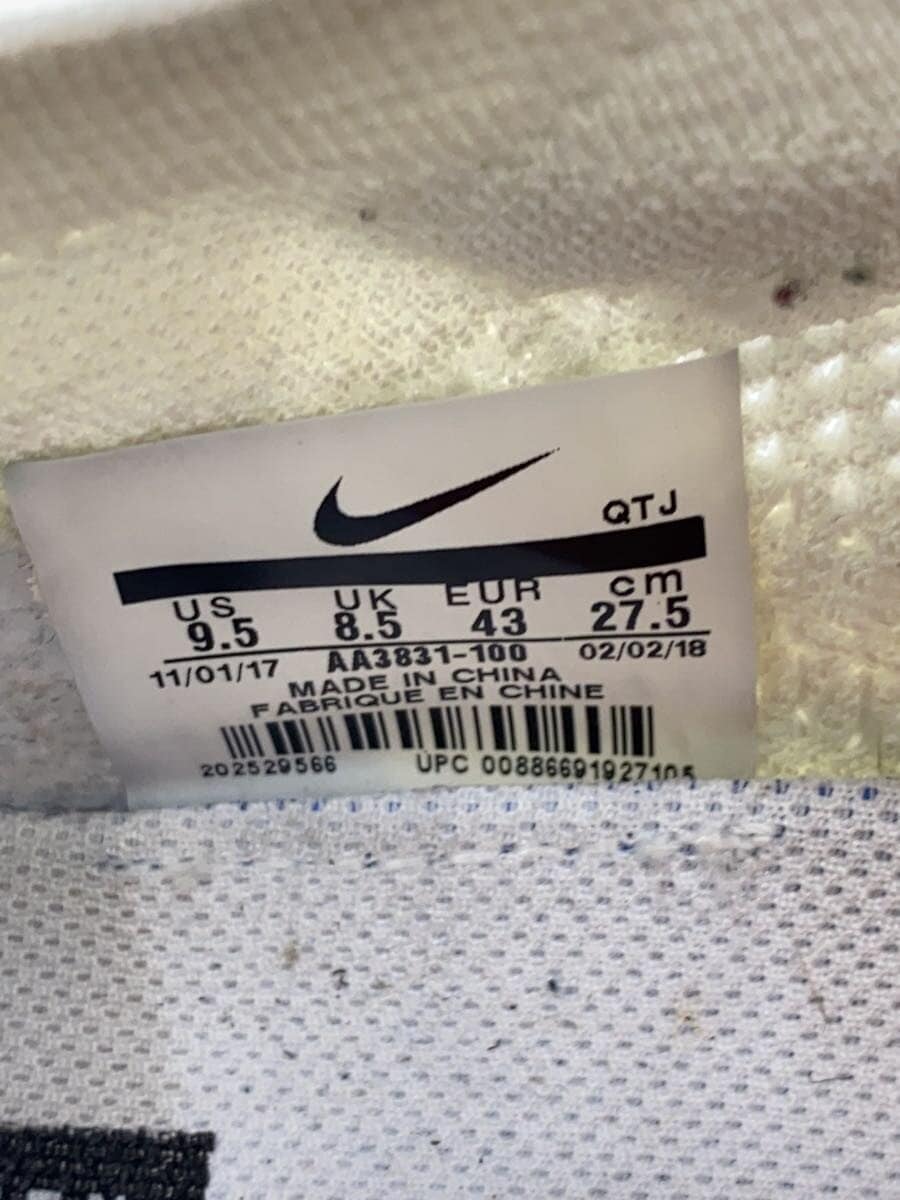 QTJ
US UK EUR cm
9.5 8.5 43 27.5
11/01/17 AA3831-100 02/02/18
MADE IN CHINA
FABRIQUE EN CHINE
202529566 UPC 00886691927105